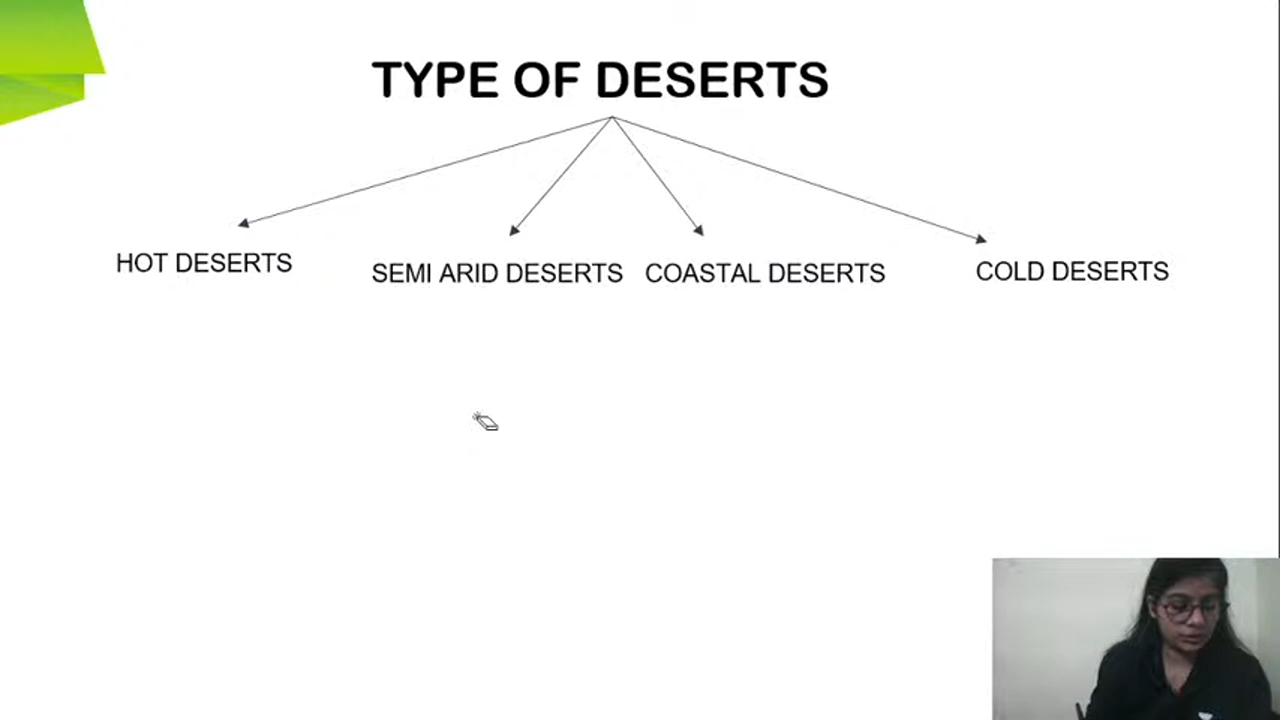 TYPE OF DESERTS
HOT DESERTS
SEMI ARID DESERTS
COASTAL DESERTS
COLD DESERTS